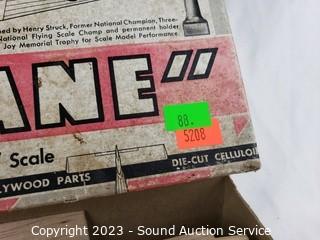 ned by Henry Struck, Former National Champion, Three-
National Flying Scale Champ and permanent holder
Joy Memorial Trophy for Scale Model Performance.
ANE"
88.
5208
Scale
LYWOOD PARTS
DIE-CUT CELLULOI
Copyright 2023 - Sound Auction Service